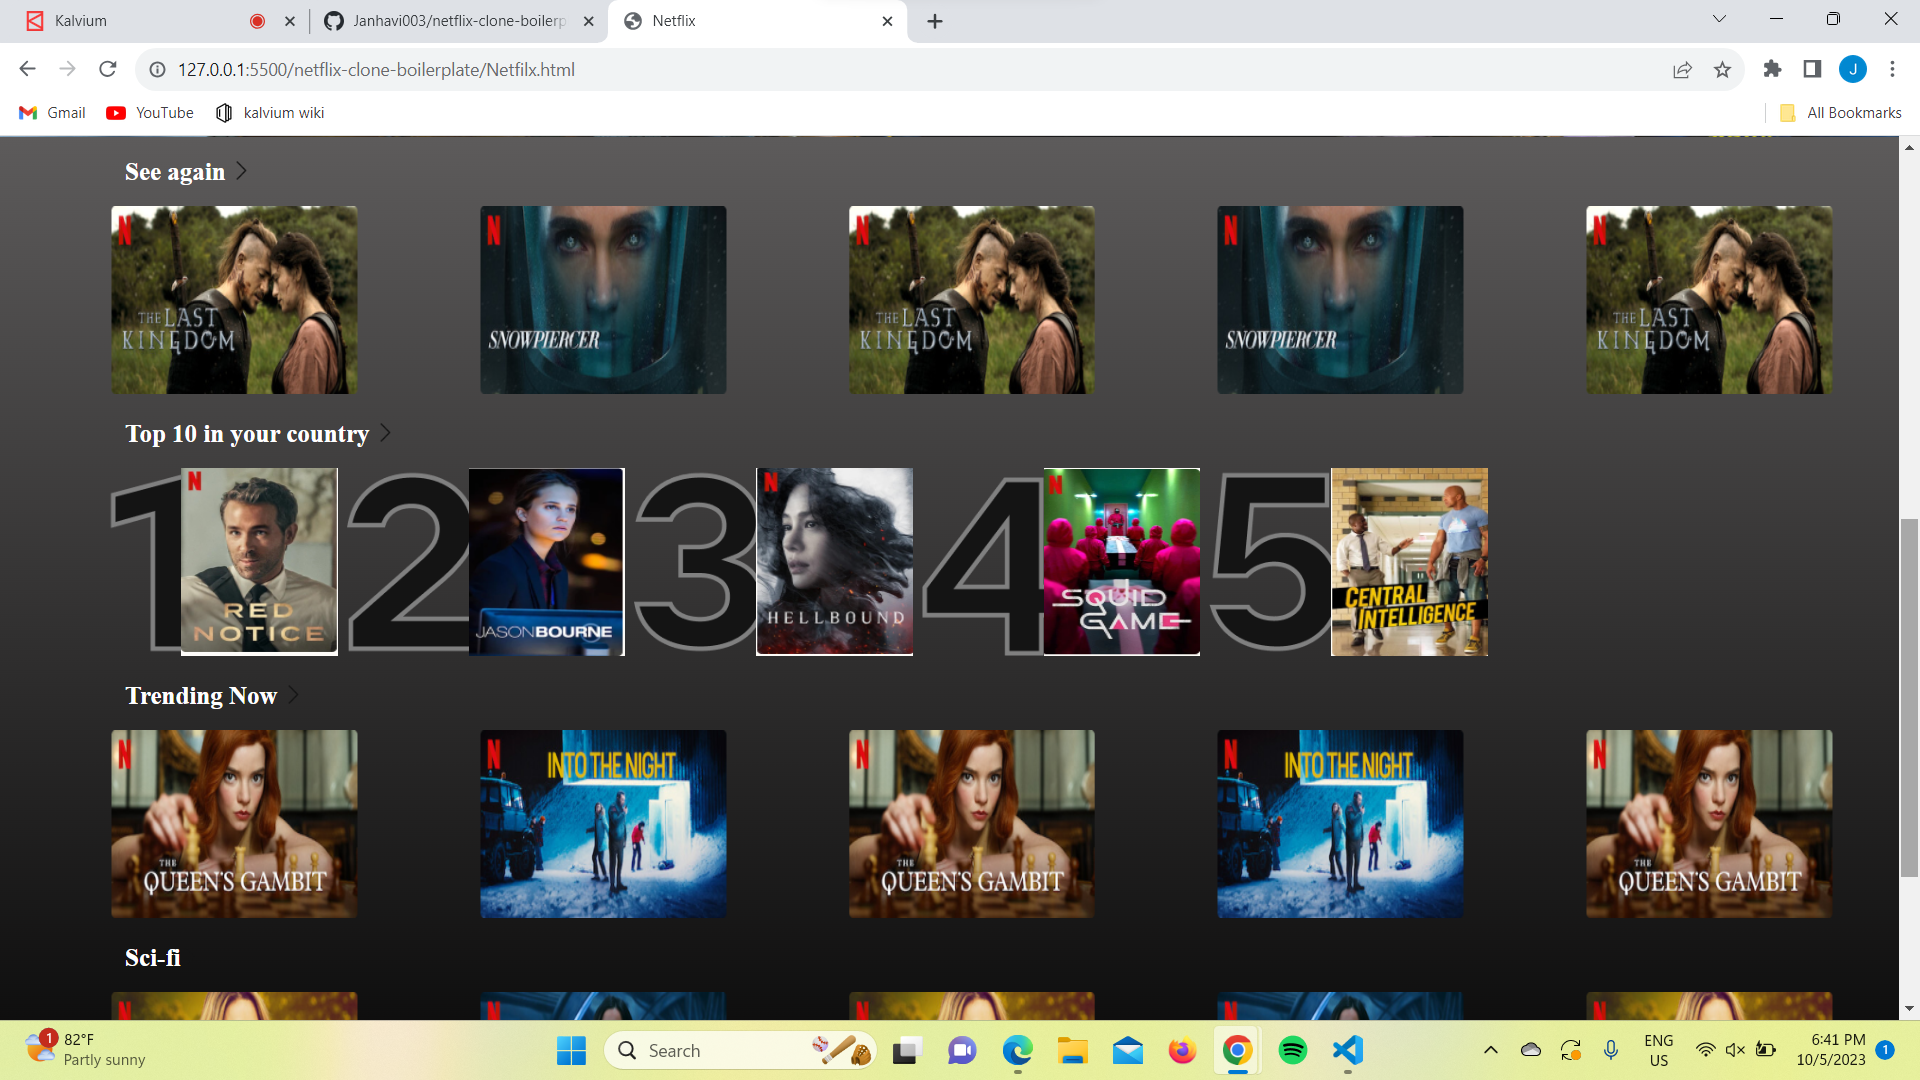 Kalvium
Janhavi003/netflix-clone-boilerp
Netflix
127.0.0.1:5500/netflix-clone-boilerplate/Netfilx.html
J
Gmail
YouTube
kalvium wiki
All Bookmarks
See again
N
THE LAST
KINGDOM
N
SNOWPIERCER
N
THE LAST
KINGDOM
N
SNOWPIERCER
N
THE LAST
KINGDOM
Top 10 in your country
1
N
RED
NOTICE
2
JASON BOURNE
3
N
HELLBOUND
4
N
SQUID
GAME
5
CENTRAL
INTELLIGENCE
Trending Now
N
THE
QUEEN'S GAMBIT
N
INTO THE NIGHT
N
THE
QUEEN'S GAMBIT
N
INTO THE NIGHT
N
THE
QUEEN'S GAMBIT
Sci-fi
N
N
N
N
N
1
82°F
Partly sunny
Search
ENG
US
6:41 PM
10/5/2023
1